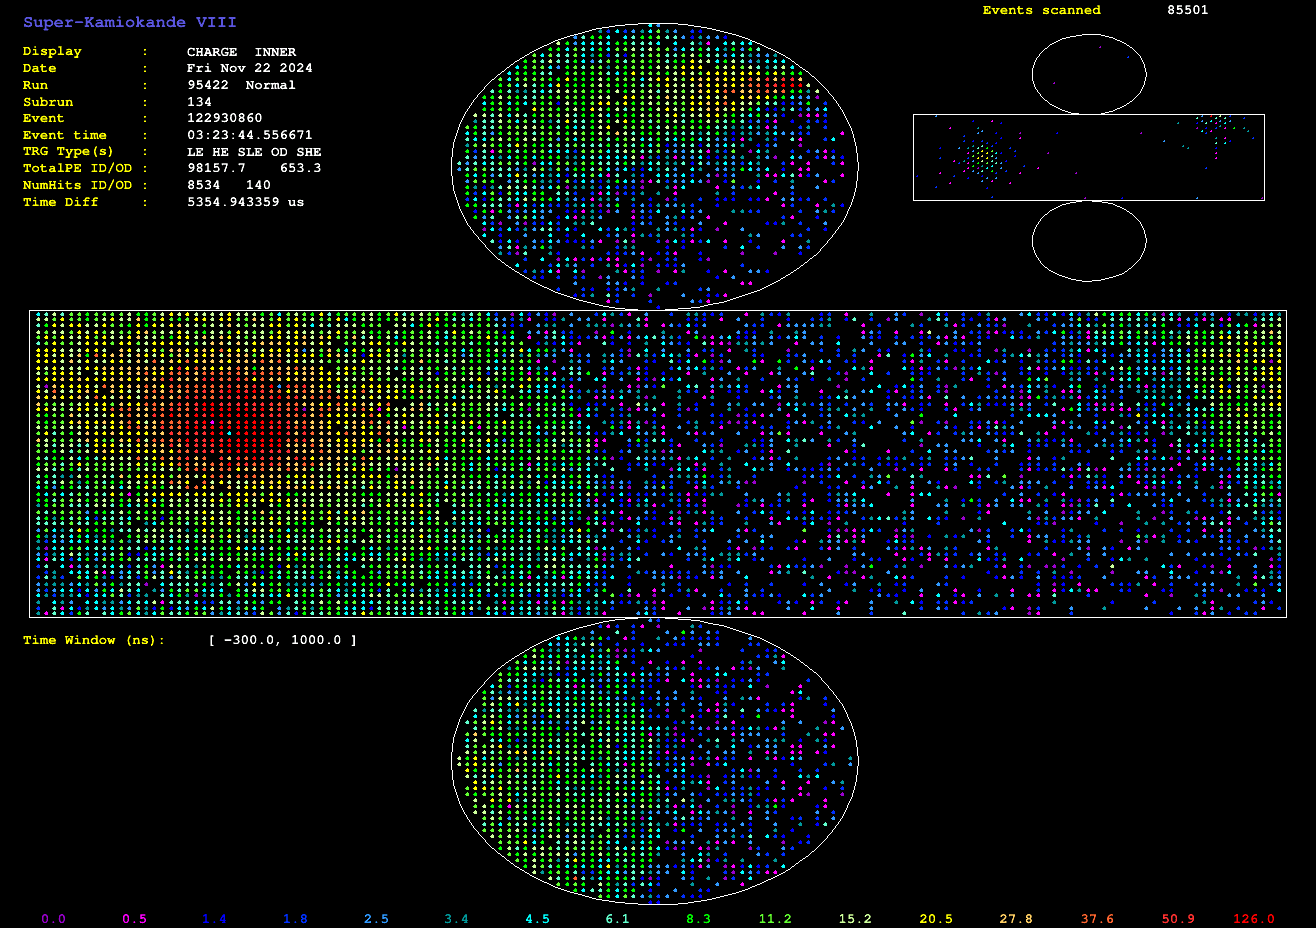 Super-Kamiokande VIII
Events scanned 85501
Display : CHARGE INNER
Date : Fri Nov 22 2024
Run : 95422 Normal
Subrun : 134
Event : 122930860
Event time : 03:23:44.556671
TRG Type(s) : LE HE SLE OD SHE
TotalPE ID/OD : 98157.7 653.3
NumHits ID/OD : 8534 140
Time Diff : 5354.943359 us
Time Window (ns): [ -300.0, 1000.0 ]
0.0 0.5 1.4 1.8 2.5 3.4 4.5 6.1 8.3 11.2 15.2 20.5 27.8 37.6 50.9 126.0